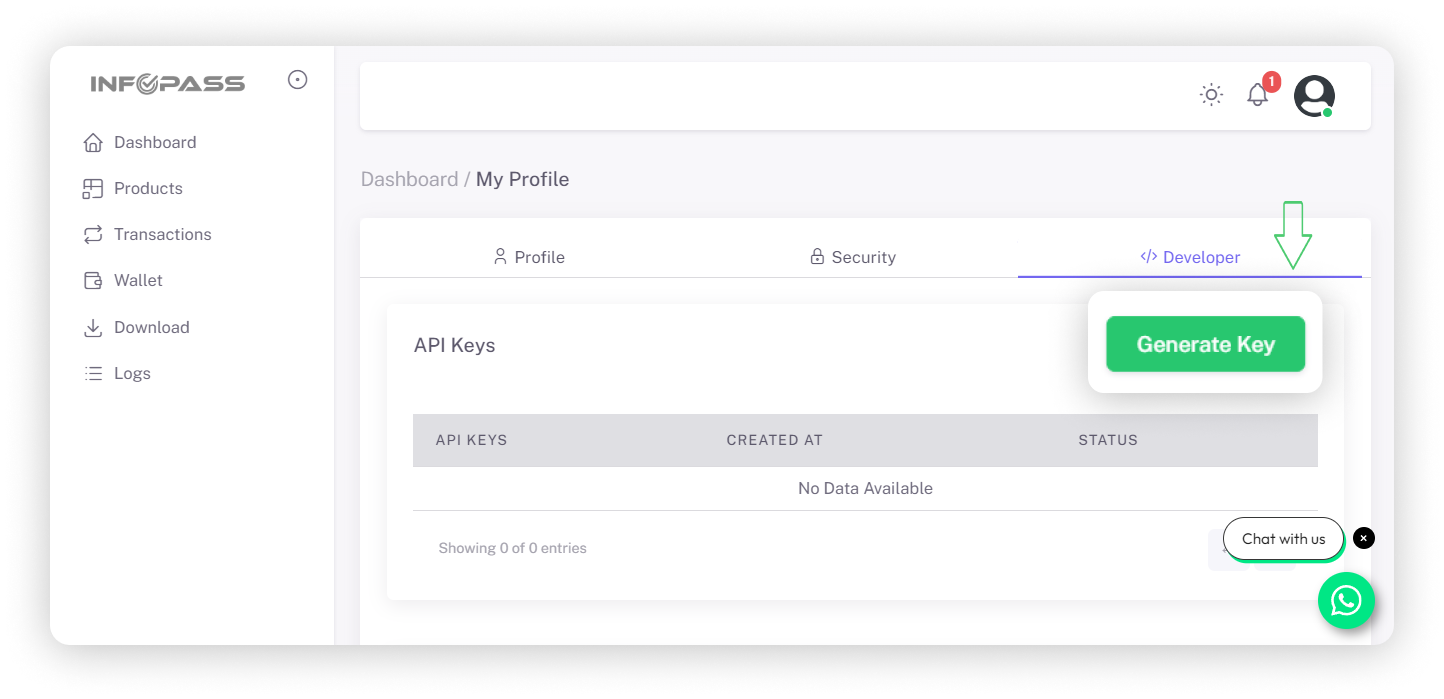 INFOPASS
Dashboard
Products
Transactions
Wallet
Download
Logs
1
Dashboard / My Profile
Profile
Security
</> Developer
API Keys
Generate Key
API KEYS CREATED AT STATUS
No Data Available
Showing 0 of 0 entries
Chat with us